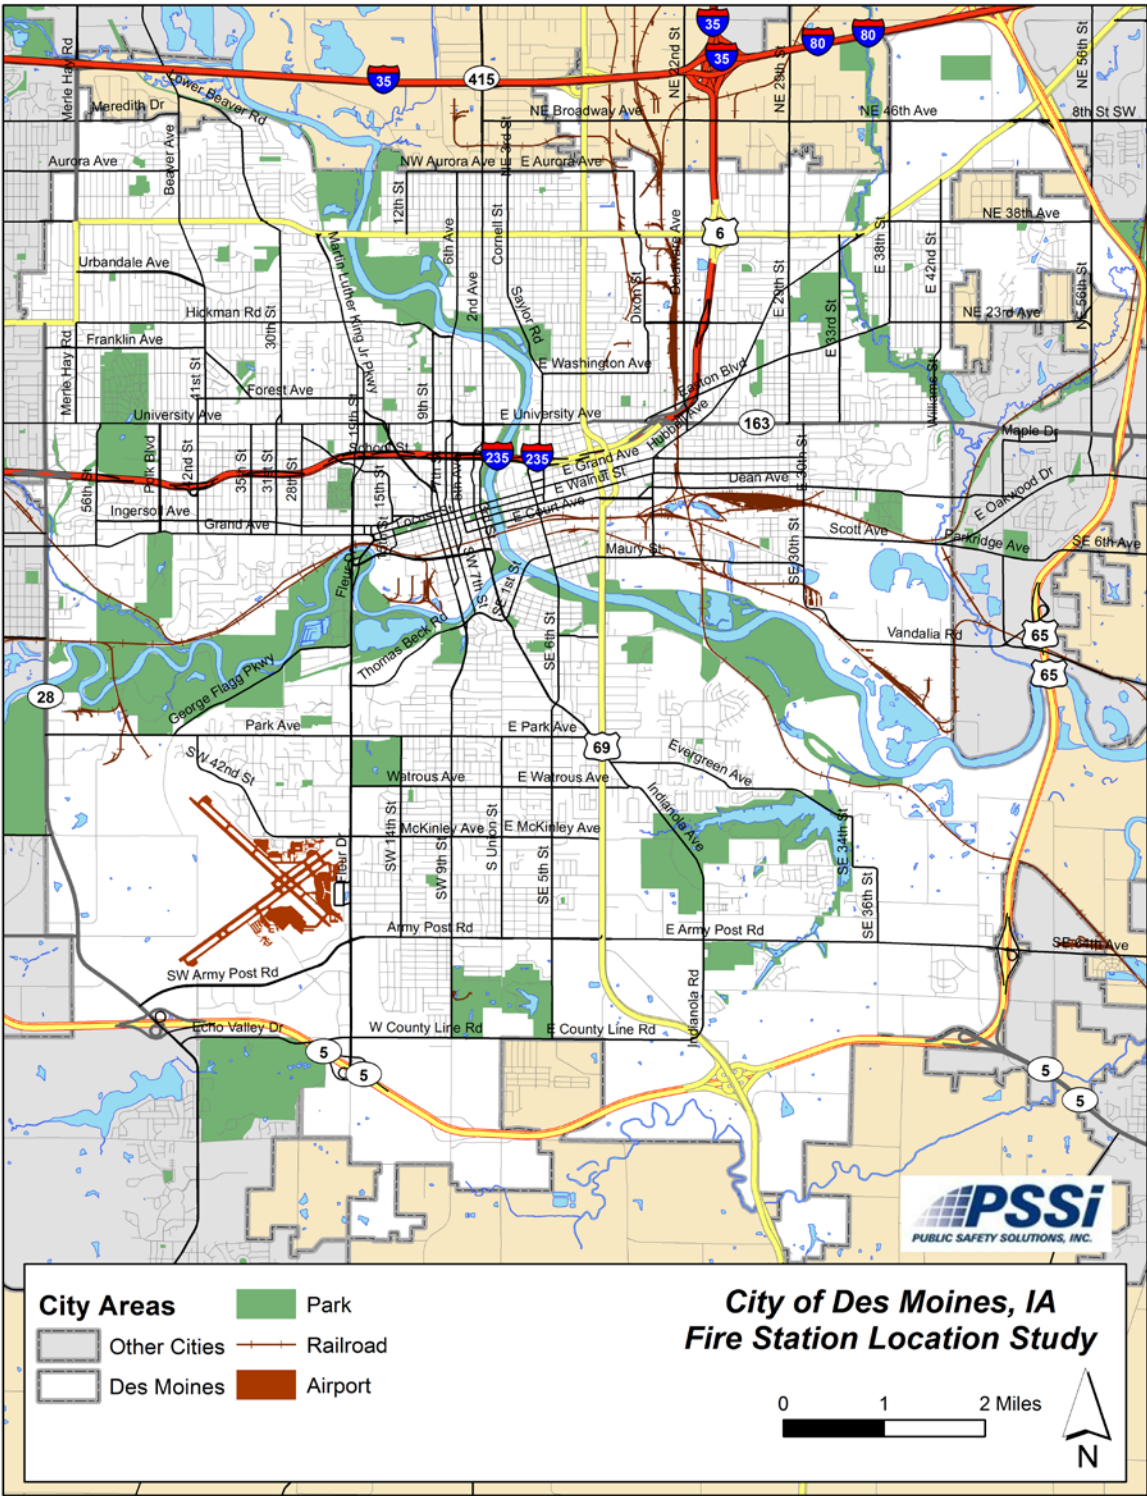 35
80
80
35
35
415
Merle Hay Rd
Lower Beaver Rd
Meredith Dr
NE 22nd St
NE 29th St
NE 56th St
NE Broadway Ave
NE 46th Ave
8th St SW
Beaver Ave
Aurora Ave
NW Aurora Ave
NE 3rd St
E Aurora Ave
12th St
6th Ave
Cornell St
Delaware Ave
6
E 38th St
E 42nd St
NE 38th Ave
Urbandale Ave
Martin Luther King Jr Pkwy
2nd Ave
Saylor Rd
Dixon St
E 29th St
E 33rd St
NE 56th St
Hickman Rd
30th St
NE 23rd Ave
Franklin Ave
Merle Hay Rd
41st St
Forest Ave
9th St
E Washington Ave
Easton Blvd
Williams St
University Ave
19th St
E University Ave
Hubbell Ave
163
Maple Dr
School St
235
235
56th St
Polk Blvd
42nd St
35th St
31st St
28th St
15th St
7th St
E Grand Ave
E Walnut St
Dean Ave
E 30th St
E Oakwood Dr
Ingersoll Ave
Grand Ave
Locust St
E Court Ave
Scott Ave
Parkridge Ave
SE 6th Ave
Fleur Dr
SW 7th St
SE 1st St
Maury St
SE 30th St
65
Vandalia Rd
Thomas Beck Rd
SE 6th St
65
28
George Flagg Pkwy
Park Ave
E Park Ave
69
SW 42nd St
Watrous Ave
E Watrous Ave
Evergreen Ave
Indianola Ave
SW 14th St
McKinley Ave
S Union St
E McKinley Ave
SE 34th St
Fleur Dr
SW 9th St
SE 5th St
SE 36th St
Army Post Rd
E Army Post Rd
SE 64th Ave
SW Army Post Rd
Indianola Rd
Echo Valley Dr
W County Line Rd
E County Line Rd
5
5
5
5
PSSi
PUBLIC SAFETY SOLUTIONS, INC.
City Areas
Other Cities
Des Moines
Park
Railroad
Airport
City of Des Moines, IA
Fire Station Location Study
0 1 2 Miles
N